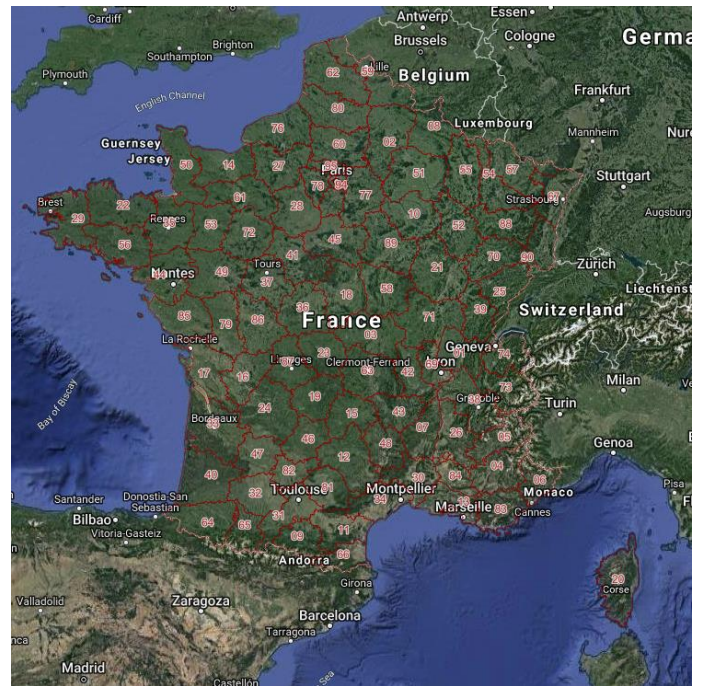 Cardiff
Essen
Antwerp
Brighton
Brussels
Cologne
Germa
Southampton
Plymouth
62
59
Lille
Belgium
Frankfurt
English Channel
80
76
08
Luxembourg
Guernsey
60
02
Mannheim
Nure
Jersey
50
14
27
95
Paris
51
55
54
57
Stuttgart
78
94
77
67
Strasbourg
Brest
22
61
28
10
88
Augsburg
29
35
Rennes
53
52
56
72
45
89
44
Nantes
49
Tours
41
37
21
70
90
Zürich
25
Liechtenst
36
18
58
85
79
86
France
71
39
Switzerland
03
La Rochelle
Geneva
74
17
16
87
Limoges
23
Clermont-Ferrand
63
42
69
Lyon
01
73
Milan
Ve
19
38
Grenoble
Turin
Bay of Biscay
24
15
43
Bordeaux
33
07
26
05
46
47
12
48
Genoa
40
82
30
84
04
06
Pisa
Santander
Donostia-San
Sebastian
32
Toulouse
81
Montpellier
34
13
Marseille
83
Monaco
Cannes
Fl
Bilbao
64
65
31
11
Vitoria-Gasteiz
09
Andorra
66
20
Corse
Girona
Valladolid
Zaragoza
Barcelona
Tarragona
nca
Madrid
Castellón
Sea